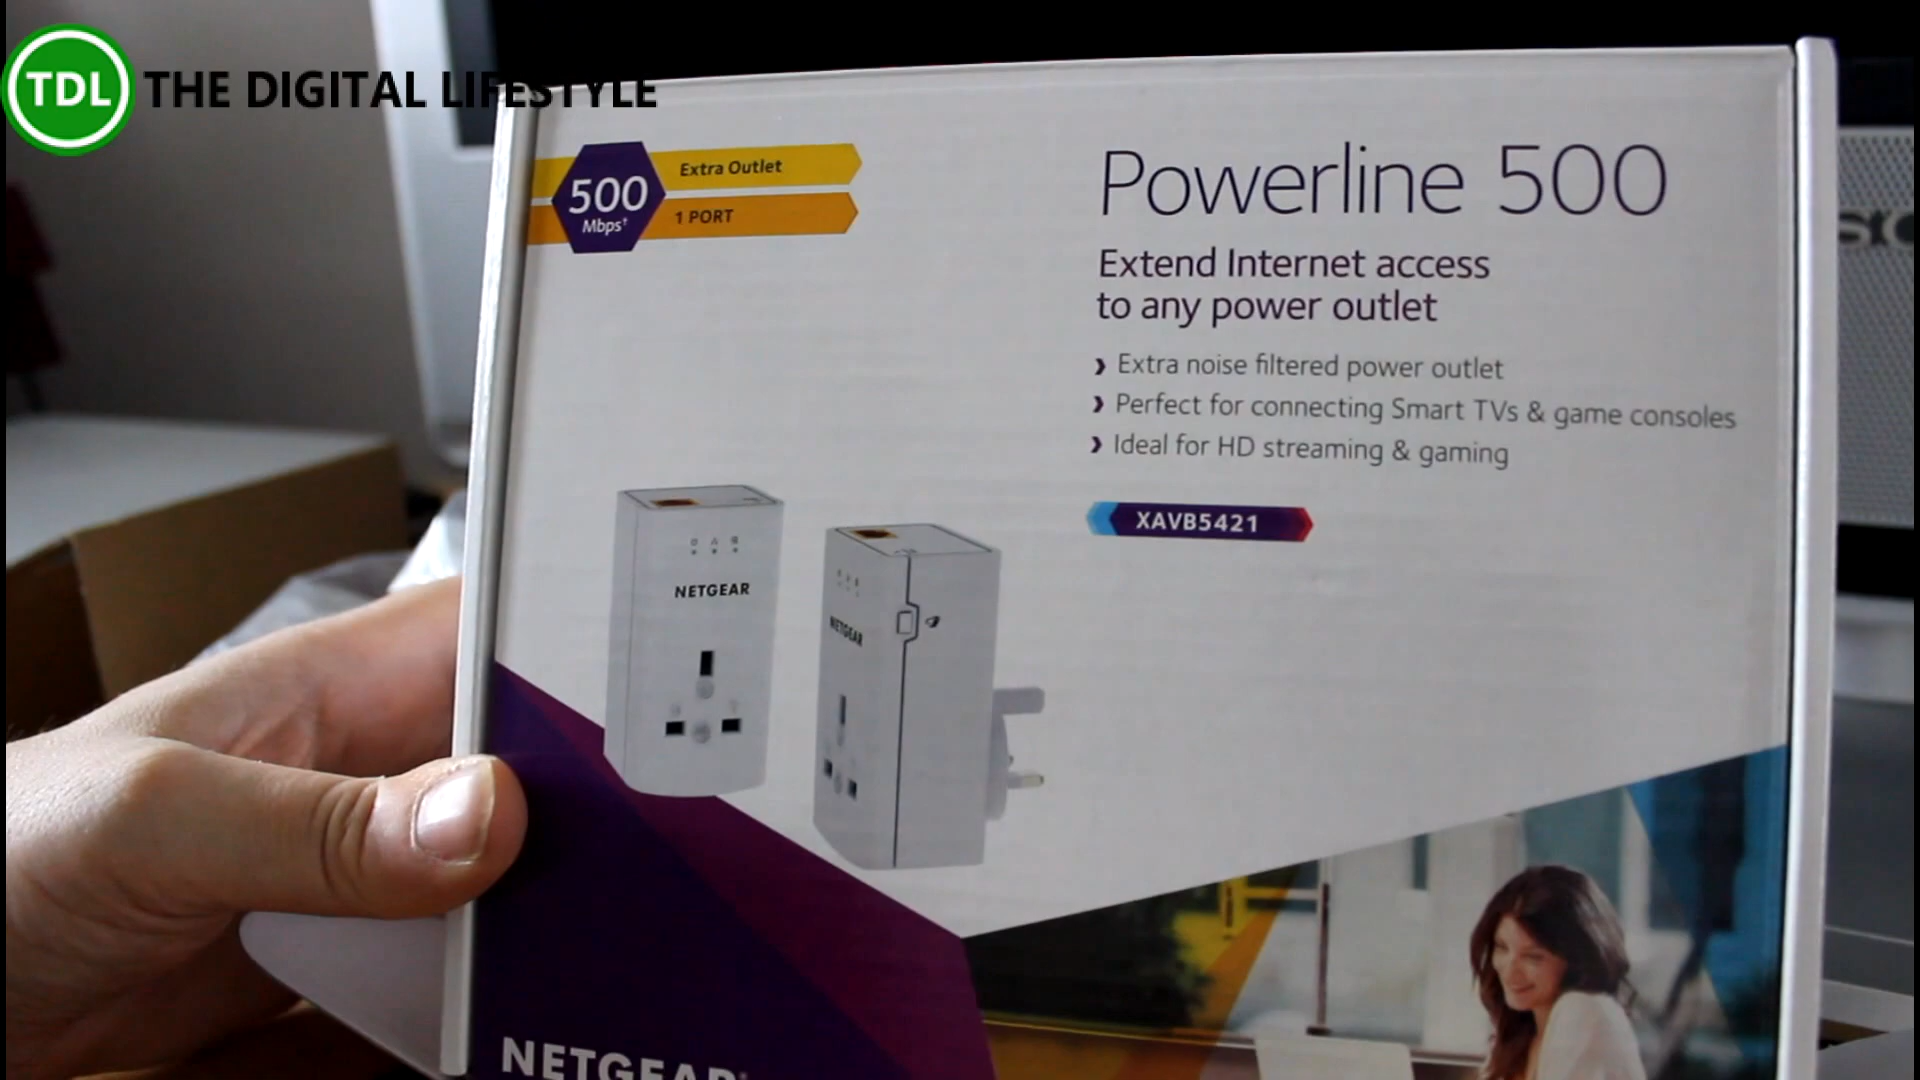 TDL THE DIGITAL LIFESTYLE
500
Mbps†
Extra Outlet
1 PORT
Powerline 500
Extend Internet access
to any power outlet
Extra noise filtered power outlet
Perfect for connecting Smart TVs & game consoles
Ideal for HD streaming & gaming
XAVB5421
NETGEAR
NETGEAR
NETGEAR